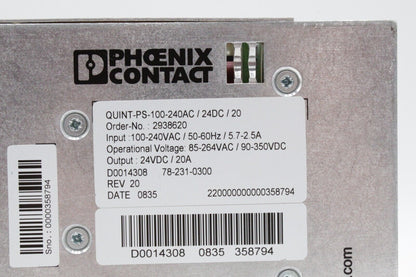 PHŒNIX
CONTACT
QUINT-PS-100-240AC / 24DC / 20
Order-No. : 2938620
Input :100-240VAC / 50-60Hz / 5.7-2.5A
Operational Voltage: 85-264VAC / 90-350VDC
Output : 24VDC / 20A
D0014308 78-231-0300
REV 20
DATE 0835 220000000000358794
D0014308 0835 358794
Sno.: 0000358794
x.com